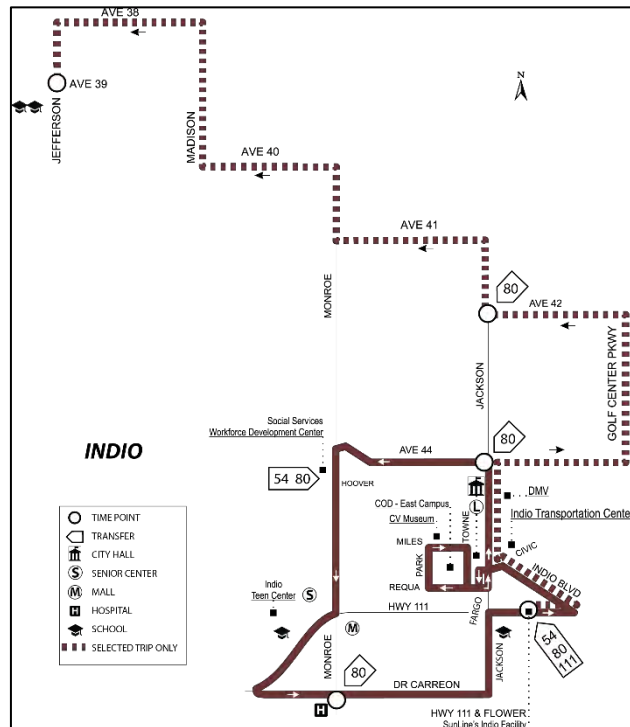 AVE 38
N
AVE 39
JEFFERSON
MADISON
AVE 40
AVE 41
80
MONROE
AVE 42
GOLF CENTER PKWY
JACKSON
Social Services
Workforce Development Center
INDIO
AVE 44
80
54 80
HOOVER
DMV
COD - East Campus
L
Indio Transportation Center
CV Museum
TOWNE
CIVIC
MILES
PARK
INDIO BLVD
REQUA
FARGO
TIME POINT
TRANSFER
CITY HALL
S SENIOR CENTER
M MALL
H HOSPITAL
SCHOOL
SELECTED TRIP ONLY
Indio
Teen Center
S
HWY 111
M
MONROE
JACKSON
54
80
111
80
DR CARREON
H
HWY 111 & FLOWER
SunLine's Indio Facility